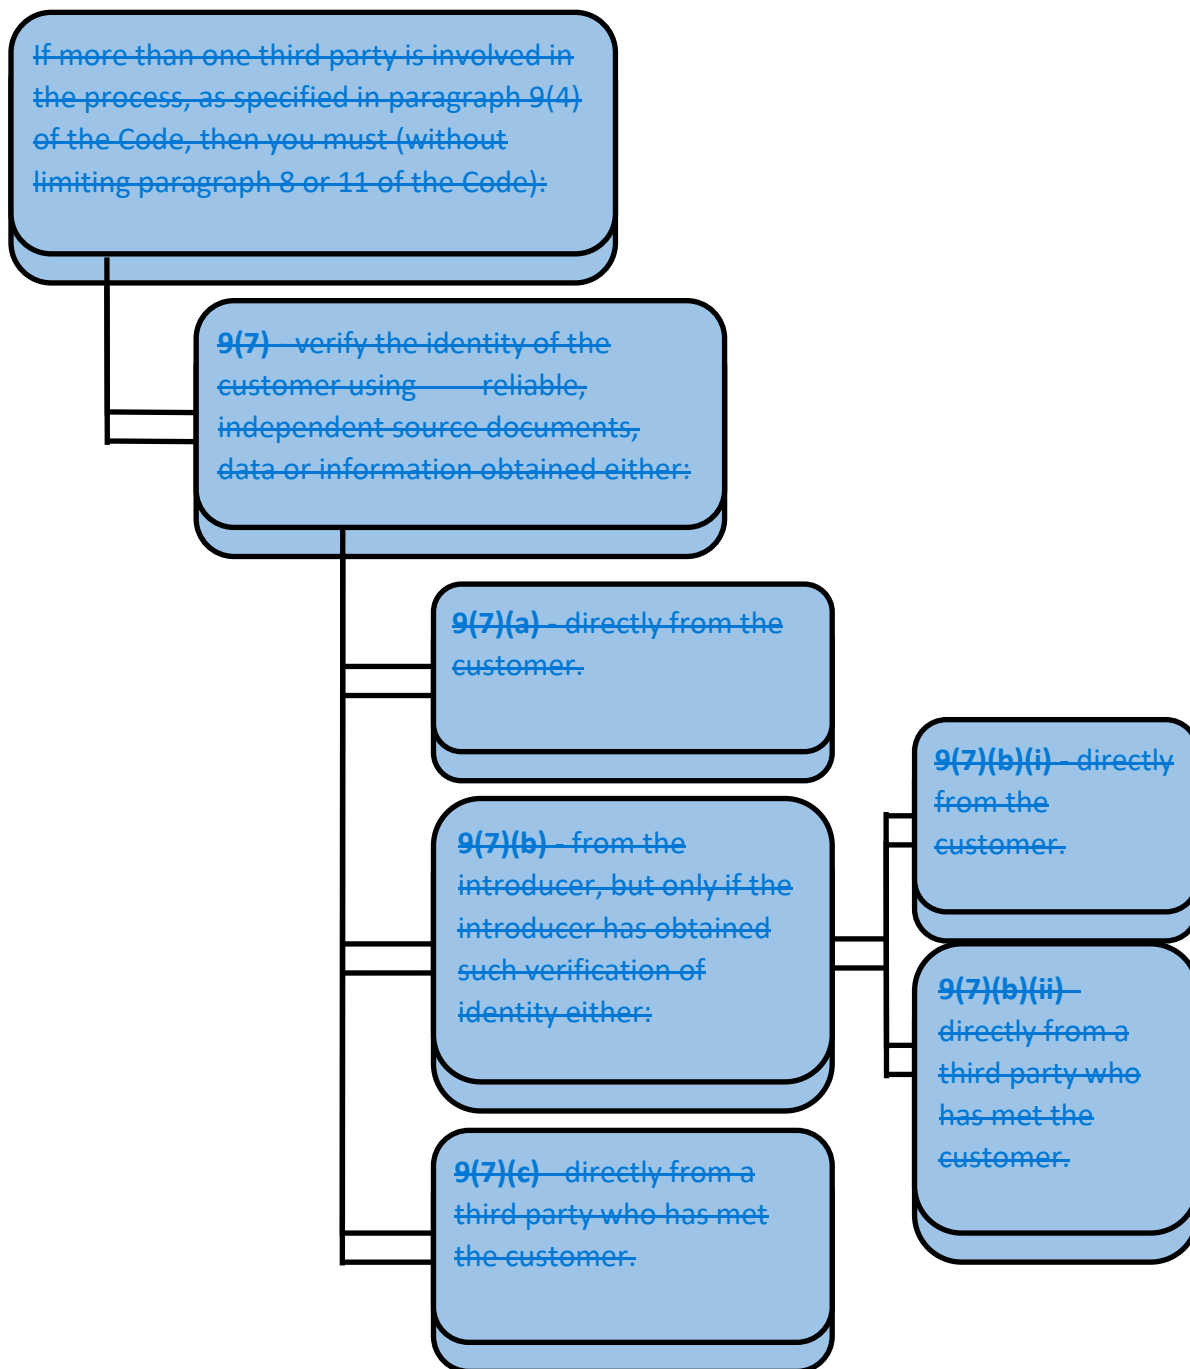 If more than one third party is involved in
the process, as specified in paragraph 9(4)
of the Code, then you must (without
limiting paragraph 8 or 11 of the Code):
9(7) - verify the identity of the
customer using reliable,
independent source documents,
data or information obtained either:
9(7)(a) - directly from the
customer.
9(7)(b) - from the
introducer, but only if the
introducer has obtained
such verification of
identity either:
9(7)(b)(i) - directly
from the
customer.
9(7)(b)(ii) -
directly from a
third party who
has met the
customer.
9(7)(c) - directly from a
third party who has met
the customer.